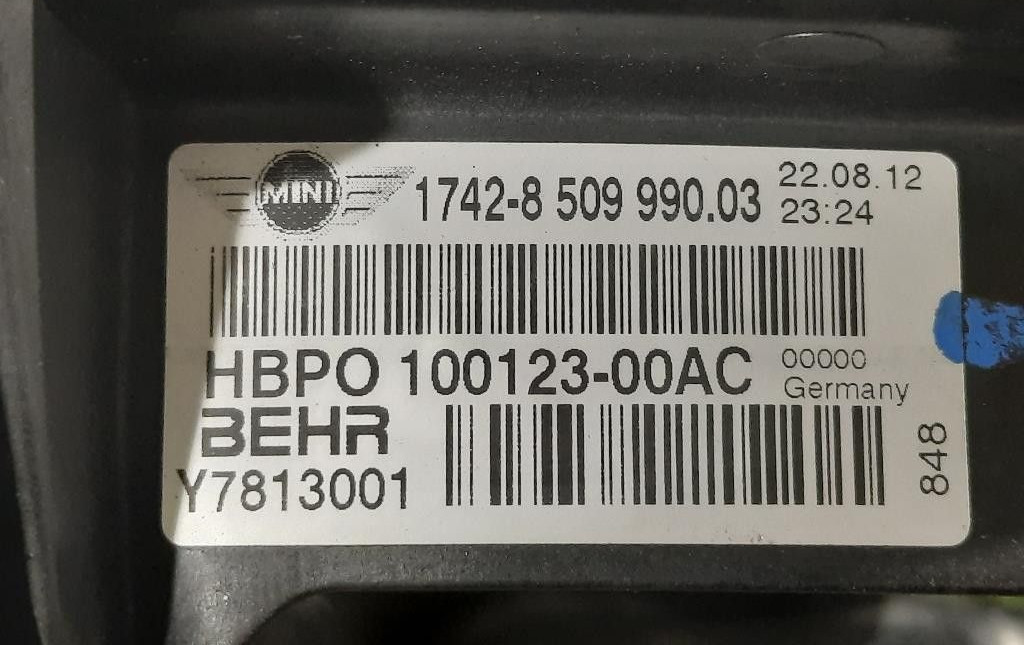 MINI 1742-8 509 990.03 22.08.12
23:24
HBPO 100123-00AC 00000
Germany
BEHR
Y7813001
848